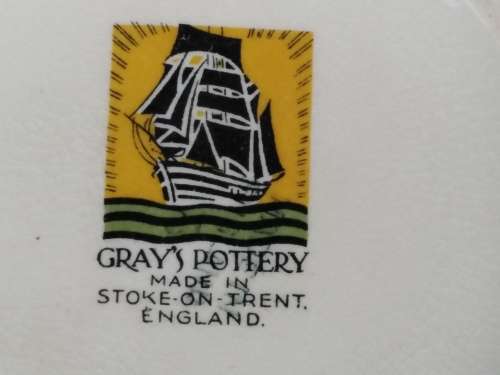 GRAY'S POTTERY
MADE IN
STOKE-ON-TRENT.
ENGLAND.